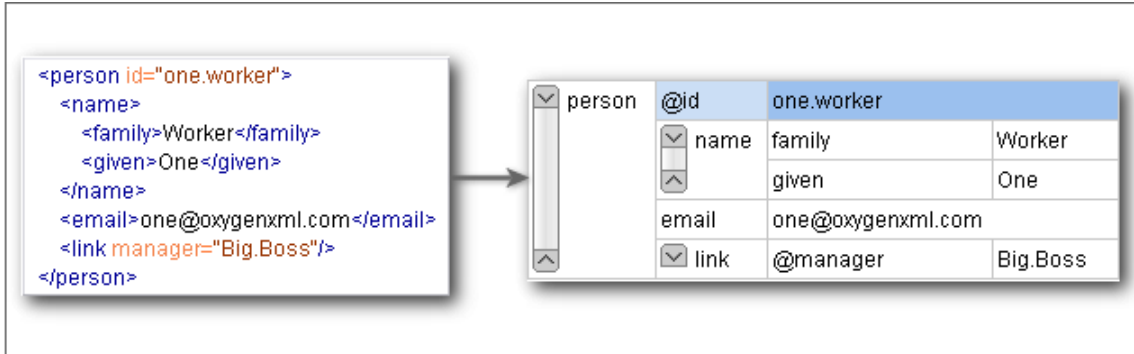 <person id="one.worker">
<name>
<family>Worker</family>
<given>One</given>
</name>
<email>one@oxygenxml.com</email>
<link manager="Big.Boss"/>
</person>
person @id one.worker
name family Worker
given One
email one@oxygenxml.com
link @manager Big.Boss